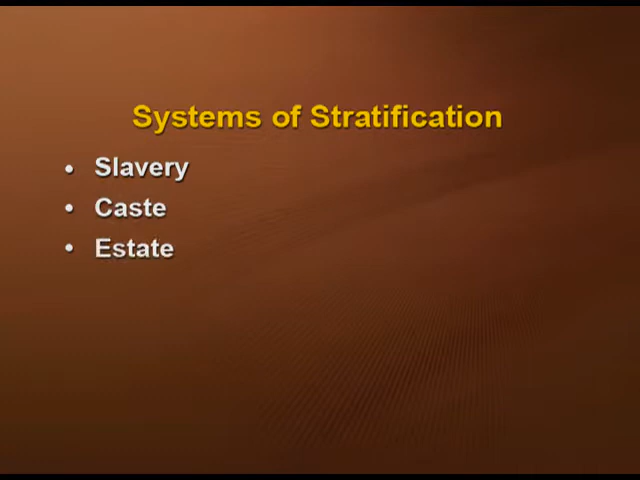 Systems of Stratification
• Slavery
• Caste
• Estate